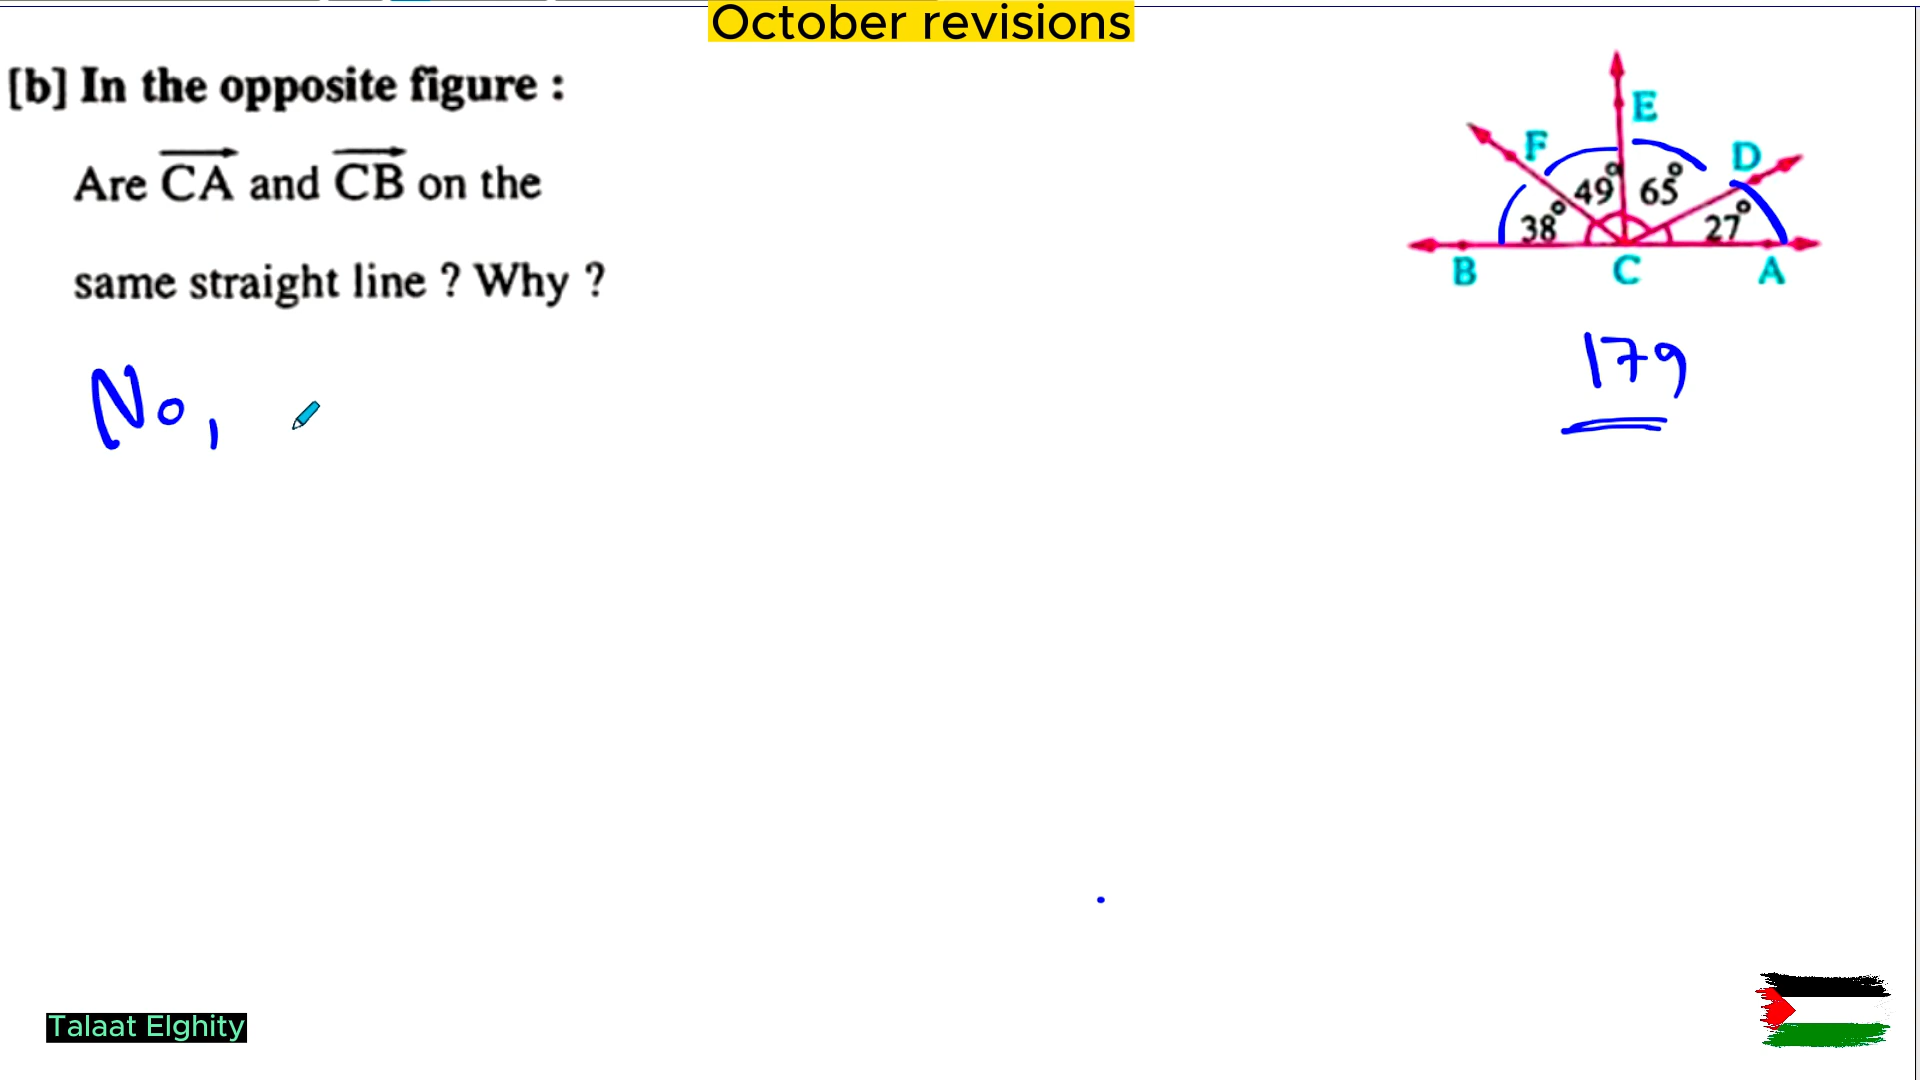 October revisions
[b] In the opposite figure :
Are CA and CB on the
same straight line ? Why ?
E
F
D
49° 65°
38° 27°
B C A
179
No,
Talaat Elghity